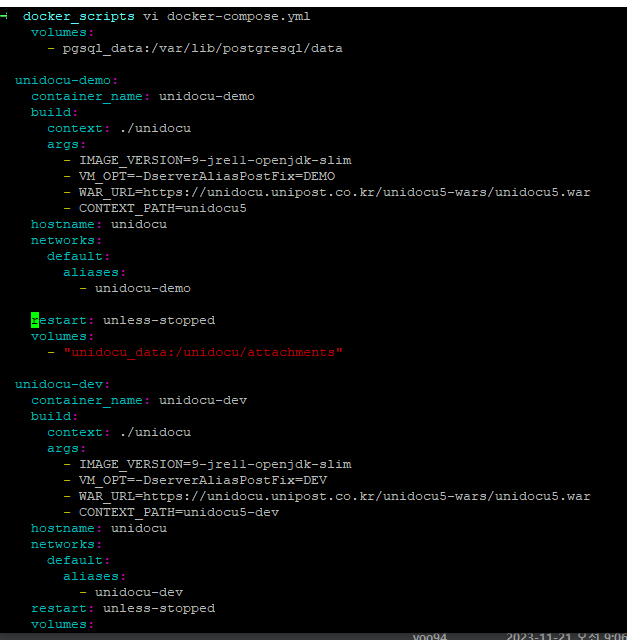 docker_scripts vi docker-compose.yml
    volumes:
      - pgsql_data:/var/lib/postgresql/data

  unidocu-demo:
    container_name: unidocu-demo
    build:
      context: ./unidocu
      args:
        - IMAGE_VERSION=9-jre11-openjdk-slim
        - VM_OPT=-DserverAliasPostFix=DEMO
        - WAR_URL=https://unidocu.unipost.co.kr/unidocu5-wars/unidocu5.war
        - CONTEXT_PATH=unidocu5
    hostname: unidocu
    networks:
      default:
        aliases:
          - unidocu-demo

    restart: unless-stopped
    volumes:
      - "unidocu_data:/unidocu/attachments"

  unidocu-dev:
    container_name: unidocu-dev
    build:
      context: ./unidocu
      args:
        - IMAGE_VERSION=9-jre11-openjdk-slim
        - VM_OPT=-DserverAliasPostFix=DEV
        - WAR_URL=https://unidocu.unipost.co.kr/unidocu5-wars/unidocu5.war
        - CONTEXT_PATH=unidocu5-dev
    hostname: unidocu
    networks:
      default:
        aliases:
          - unidocu-dev
    restart: unless-stopped
    volumes:
yoo94 2023-11-21 9:06